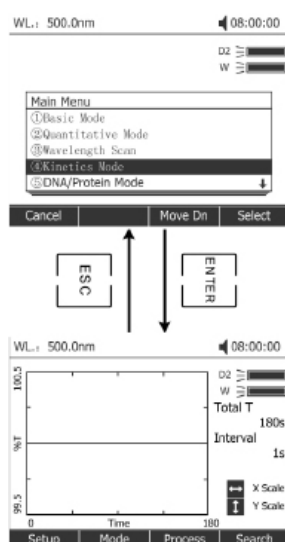 WL.: 500.0nm 08:00:00
D2
W
Main Menu
①Basic Mode
②Quantitative Mode
③Wavelength Scan
④Kinetics Mode
⑤DNA/Protein Mode
Cancel Move Dn Select
ESC ENTER
WL.: 500.0nm 08:00:00
D2
W
Total T
180s
Interval
1s
X Scale
Y Scale
100.5
%T
99.5
0 Time 180
Setup Mode Process Search